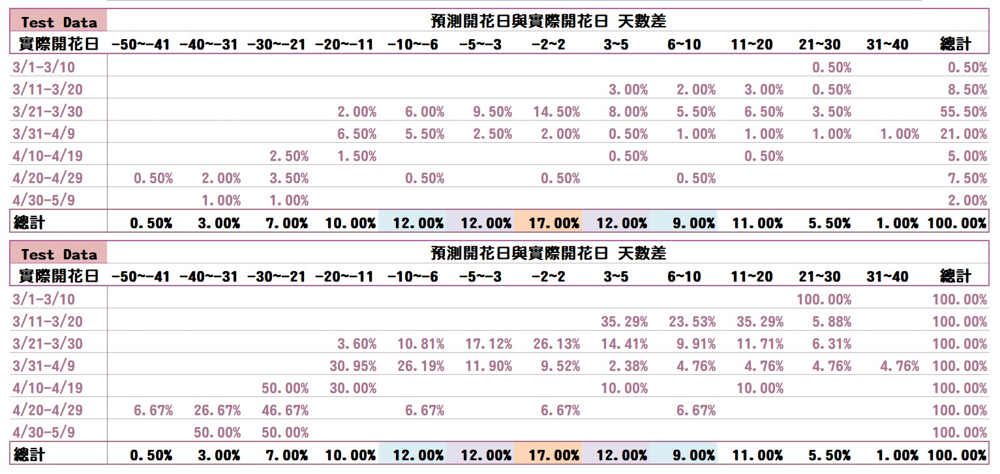 Test Data 預測開花日與實際開花日 天數差
實際開花日 -50~-41 -40~-31 -30~-21 -20~-11 -10~-6 -5~-3 -2~2 3~5 6~10 11~20 21~30 31~40 總計
3/1-3/10 0.50% 0.50%
3/11-3/20 3.00% 2.00% 3.00% 0.50% 8.50%
3/21-3/30 2.00% 6.00% 9.50% 14.50% 8.00% 5.50% 6.50% 3.50% 55.50%
3/31-4/9 6.50% 5.50% 2.50% 2.00% 0.50% 1.00% 1.00% 1.00% 1.00% 21.00%
4/10-4/19 2.50% 1.50% 0.50% 0.50% 5.00%
4/20-4/29 0.50% 2.00% 3.50% 0.50% 0.50% 0.50% 7.50%
4/30-5/9 1.00% 1.00% 2.00%
總計 0.50% 3.00% 7.00% 10.00% 12.00% 12.00% 17.00% 12.00% 9.00% 11.00% 5.50% 1.00% 100.00%
Test Data 預測開花日與實際開花日 天數差
實際開花日 -50~-41 -40~-31 -30~-21 -20~-11 -10~-6 -5~-3 -2~2 3~5 6~10 11~20 21~30 31~40 總計
3/1-3/10 100.00% 100.00%
3/11-3/20 35.29% 23.53% 35.29% 5.88% 100.00%
3/21-3/30 3.60% 10.81% 17.12% 26.13% 14.41% 9.91% 11.71% 6.31% 100.00%
3/31-4/9 30.95% 26.19% 11.90% 9.52% 2.38% 4.76% 4.76% 4.76% 4.76% 100.00%
4/10-4/19 50.00% 30.00% 10.00% 10.00% 100.00%
4/20-4/29 6.67% 26.67% 46.67% 6.67% 6.67% 6.67% 100.00%
4/30-5/9 50.00% 50.00% 100.00%
總計 0.50% 3.00% 7.00% 10.00% 12.00% 12.00% 17.00% 12.00% 9.00% 11.00% 5.50% 1.00% 100.00%